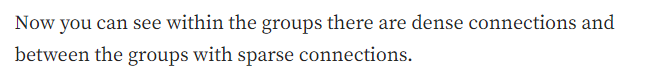 Now you can see within the groups there are dense connections and
between the groups with sparse connections.